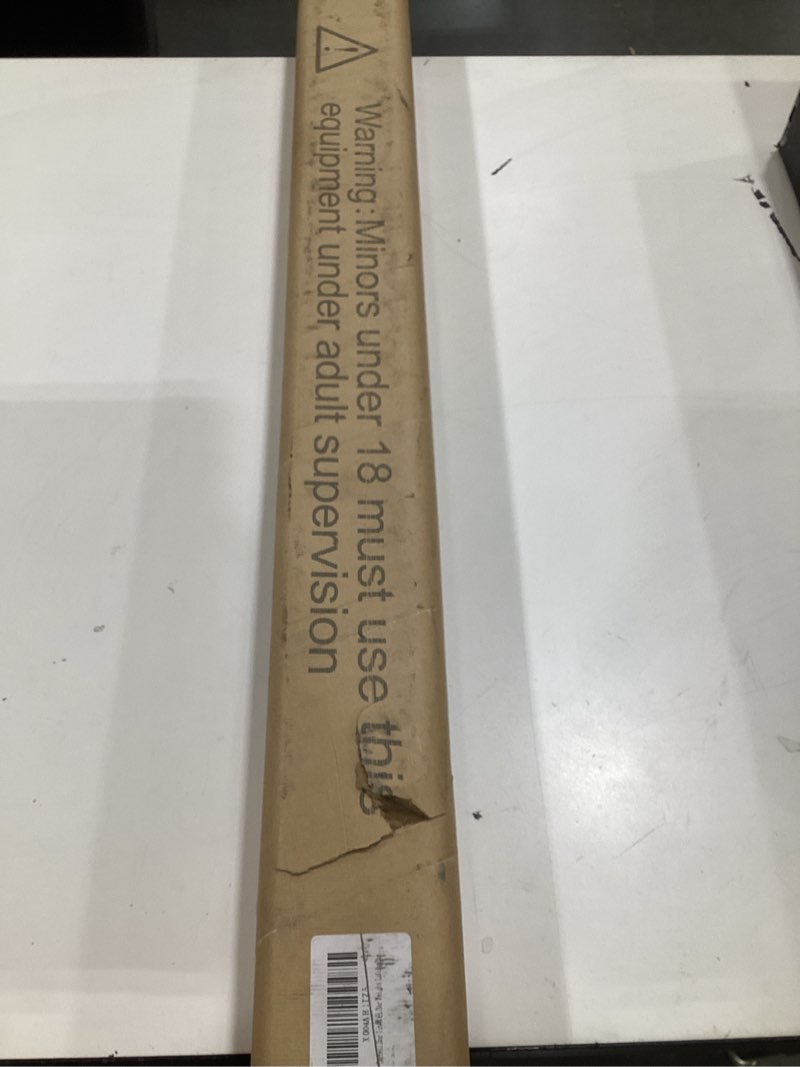 Warning: Minors under 18 must use this
equipment under adult supervision